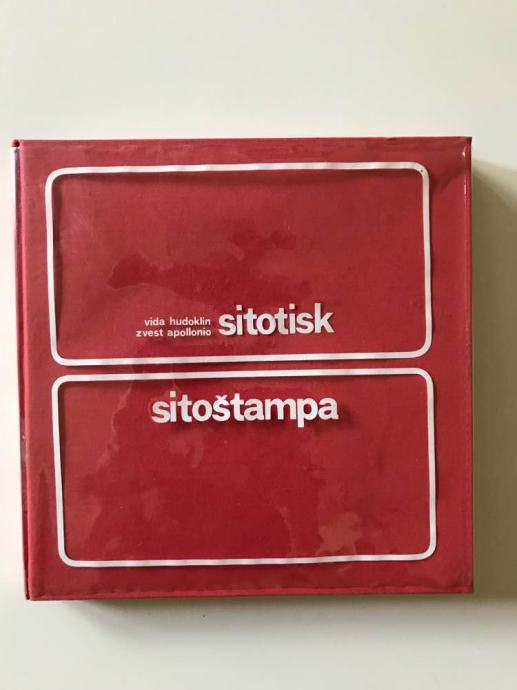 vida hudoklin
zvest apollonio
sitotisk
sitoštampa